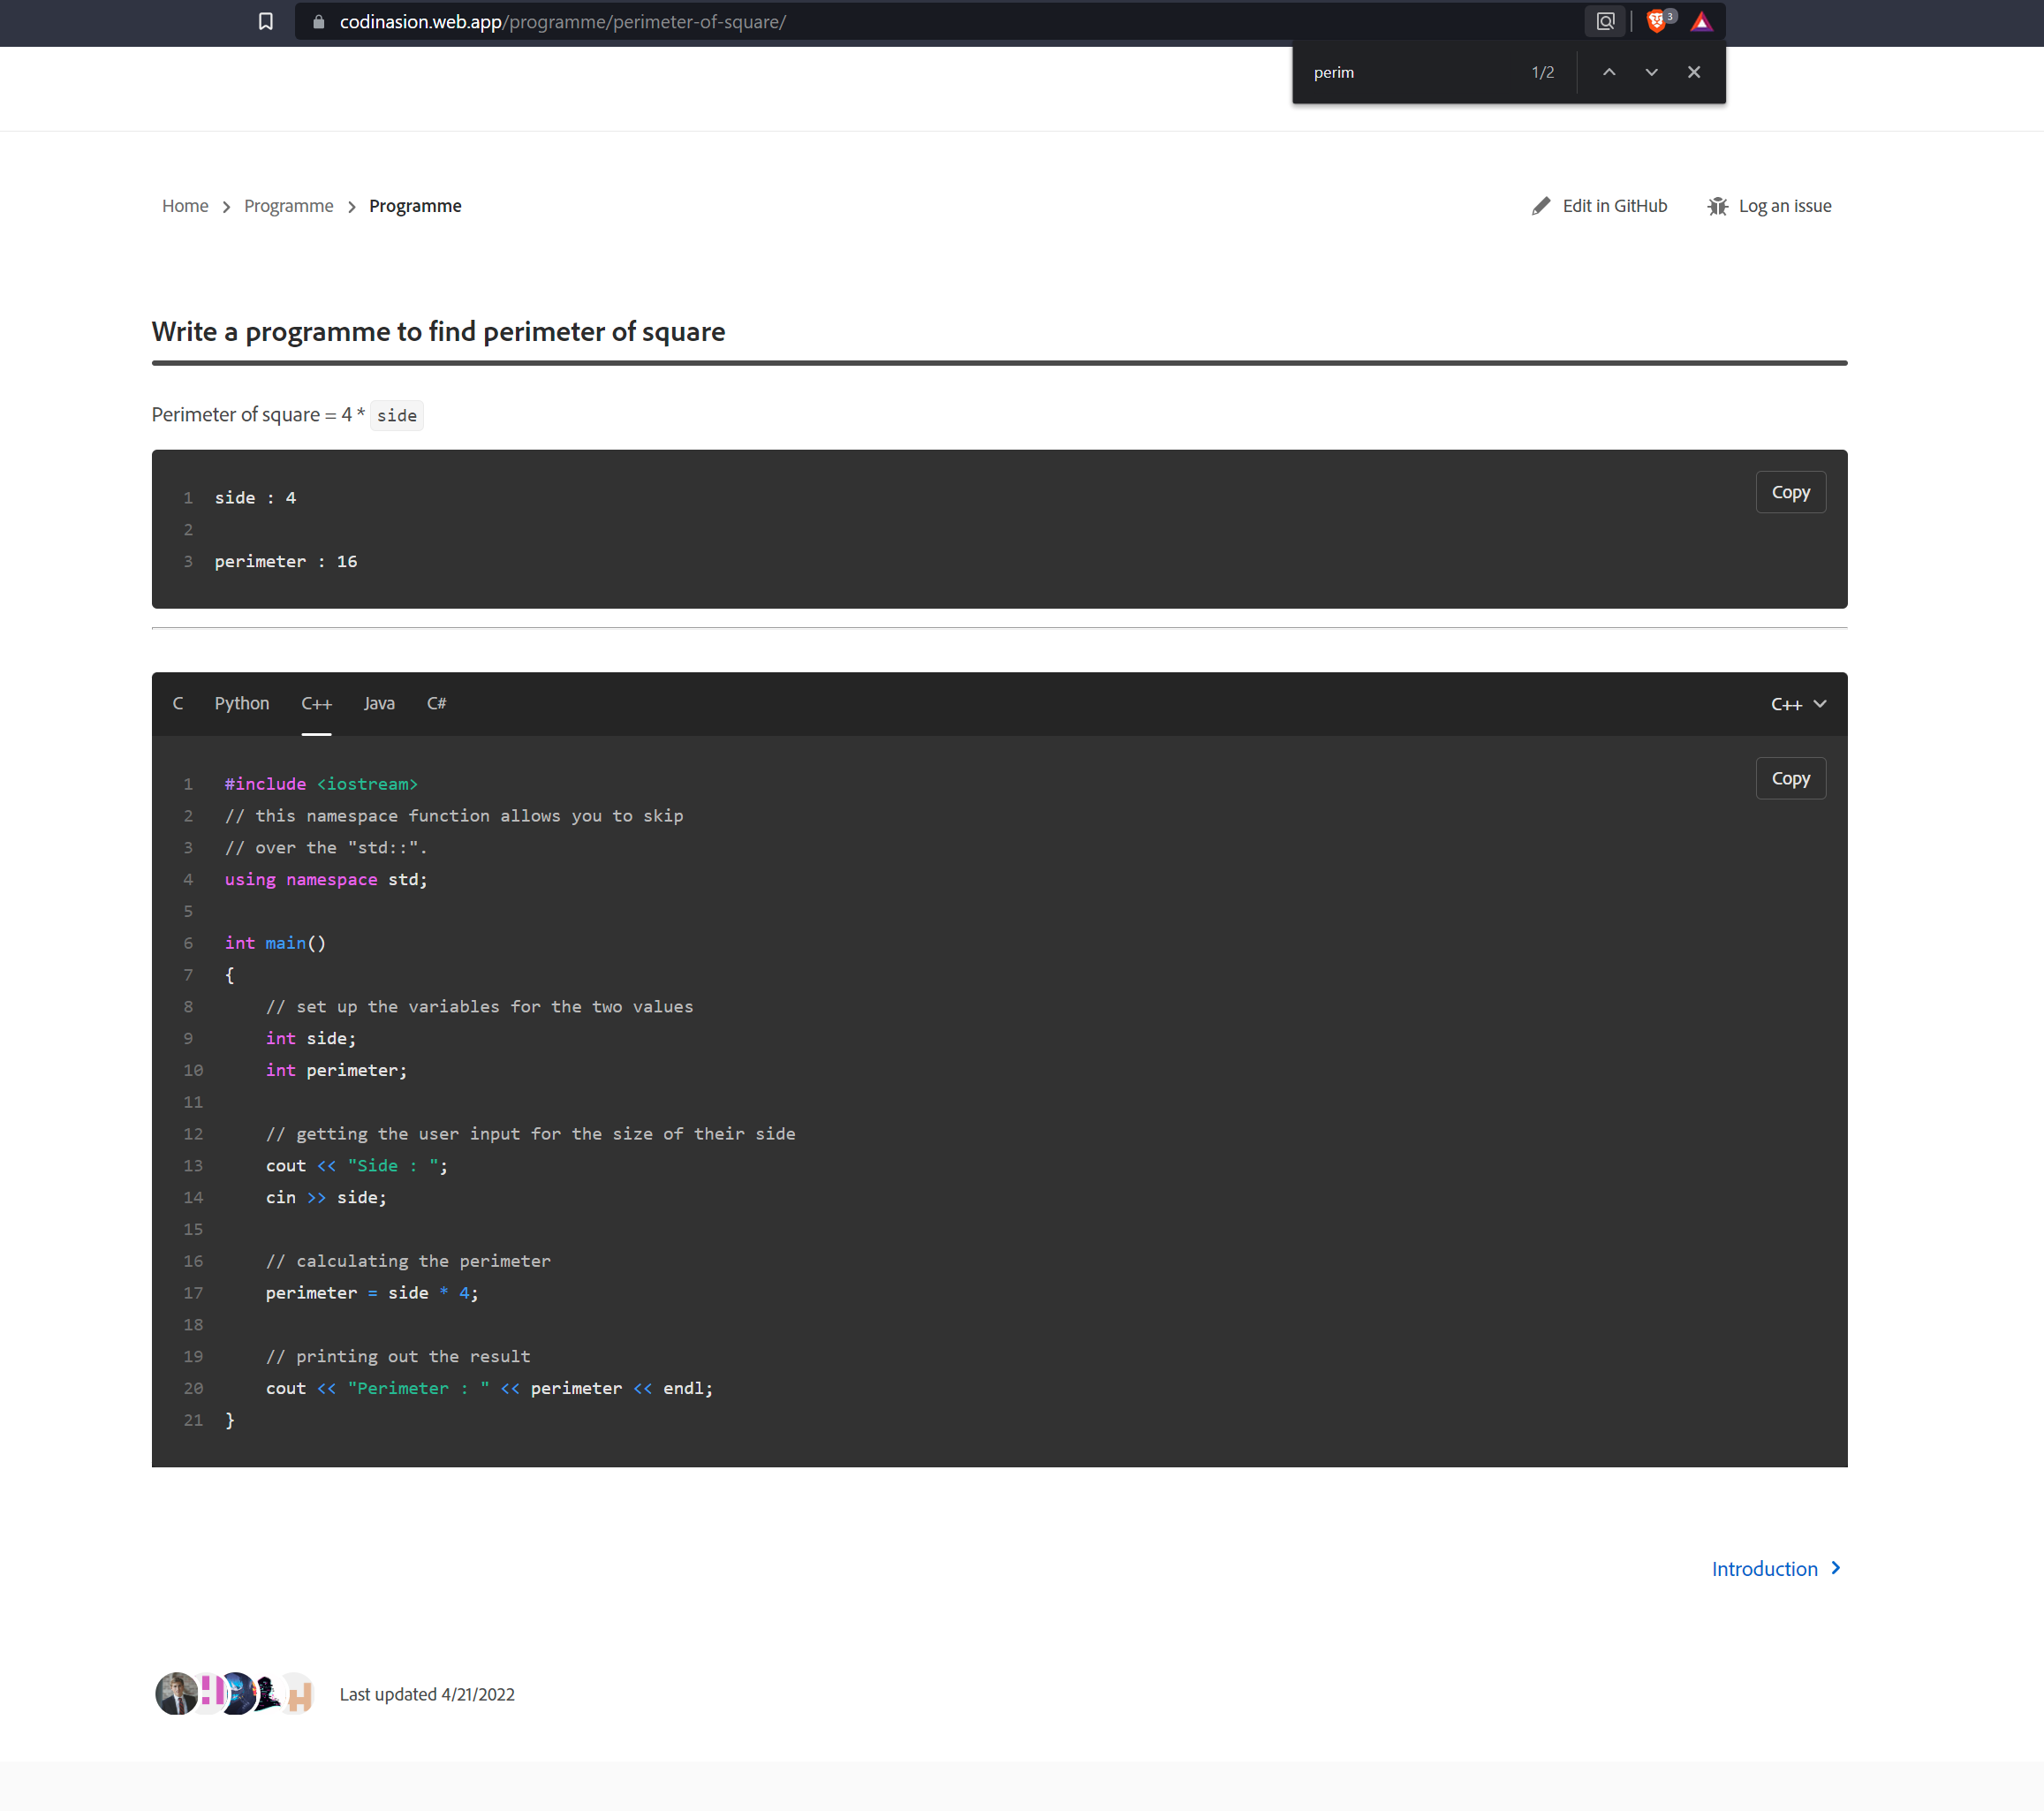 codinasion.web.app/programme/perimeter-of-square/
3
perim 1/2
Home Programme Programme Edit in GitHub Log an issue
Write a programme to find perimeter of square
Perimeter of square = 4 * side
Copy
1 side : 4
2
3 perimeter : 16
C Python C++ Java C# C++
Copy
1 #include <iostream>
2 // this namespace function allows you to skip
3 // over the "std::".
4 using namespace std;
5
6 int main()
7 {
8 // set up the variables for the two values
9 int side;
10 int perimeter;
11
12 // getting the user input for the size of their side
13 cout << "Side : ";
14 cin >> side;
15
16 // calculating the perimeter
17 perimeter = side * 4;
18
19 // printing out the result
20 cout << "Perimeter : " << perimeter << endl;
21 }
Introduction
Last updated 4/21/2022